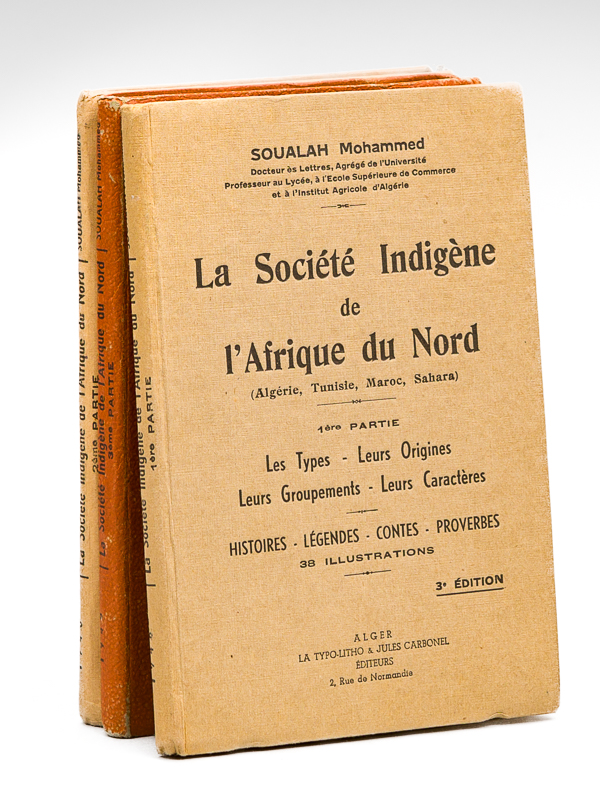 SOUALAH Mohammed
Docteur ès Lettres, Agrégé de l'Université
Professeur au Lycée, à l'Ecole Supérieure de Commerce
et à l'Institut Agricole d'Algérie
La Société Indigène
de
l'Afrique du Nord
(Algérie, Tunisie, Maroc, Sahara)
1ère PARTIE
Les Types - Leurs Origines
Leurs Groupements - Leurs Caractères
HISTOIRES - LÉGENDES - CONTES - PROVERBES
38 ILLUSTRATIONS
3e ÉDITION
ALGER
LA TYPO-LITHO & JULES CARBONEL
ÉDITEURS
2, Rue de Normandie
La Société Indigène de l'Afrique du Nord
1ère PARTIE
La Société Indigène de l'Afrique du Nord | SOUALAH Mohammed
3ème PARTIE
La Société Indigène de l'Afrique du Nord | SOUALAH Mohammed
2ème PARTIE